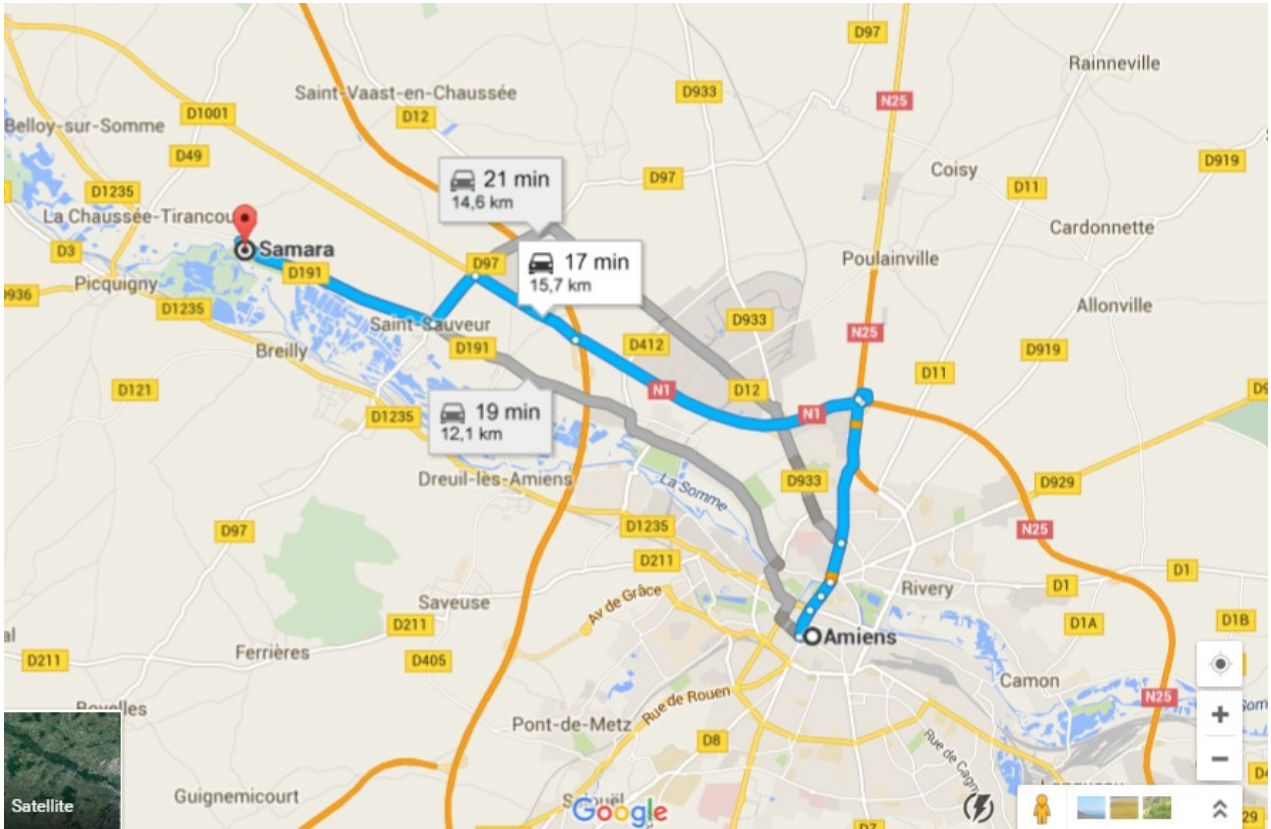 D97
Rainneville
Saint-Vaast-en-Chaussée
D933
N25
D1001
D12
Belloy-sur-Somme
D49
D919
Coisy
21 min
14,6 km
D97
D11
D1235
La Chaussée-Tirancou
Cardonnette
Samara
D3
D191
D97
17 min
15,7 km
Poulainville
Picquigny
D936
D1235
Allonville
Saint-Sauveur
D933
N25
D412
D919
Breilly
D191
D11
D121
N1
D12
N1
D1235
19 min
12,1 km
Dreuil-lès-Amiens
La Somme
D933
D929
D97
D1235
N25
D211
D1
D1
Rivery
Saveuse
Av de Grâce
D211
D1A
D1B
Amiens
D211
Ferrières
D405
Camon
Rue de Rouen
N25
Pont-de-Metz
D8
Satellite
Guignemicourt
Google
D7